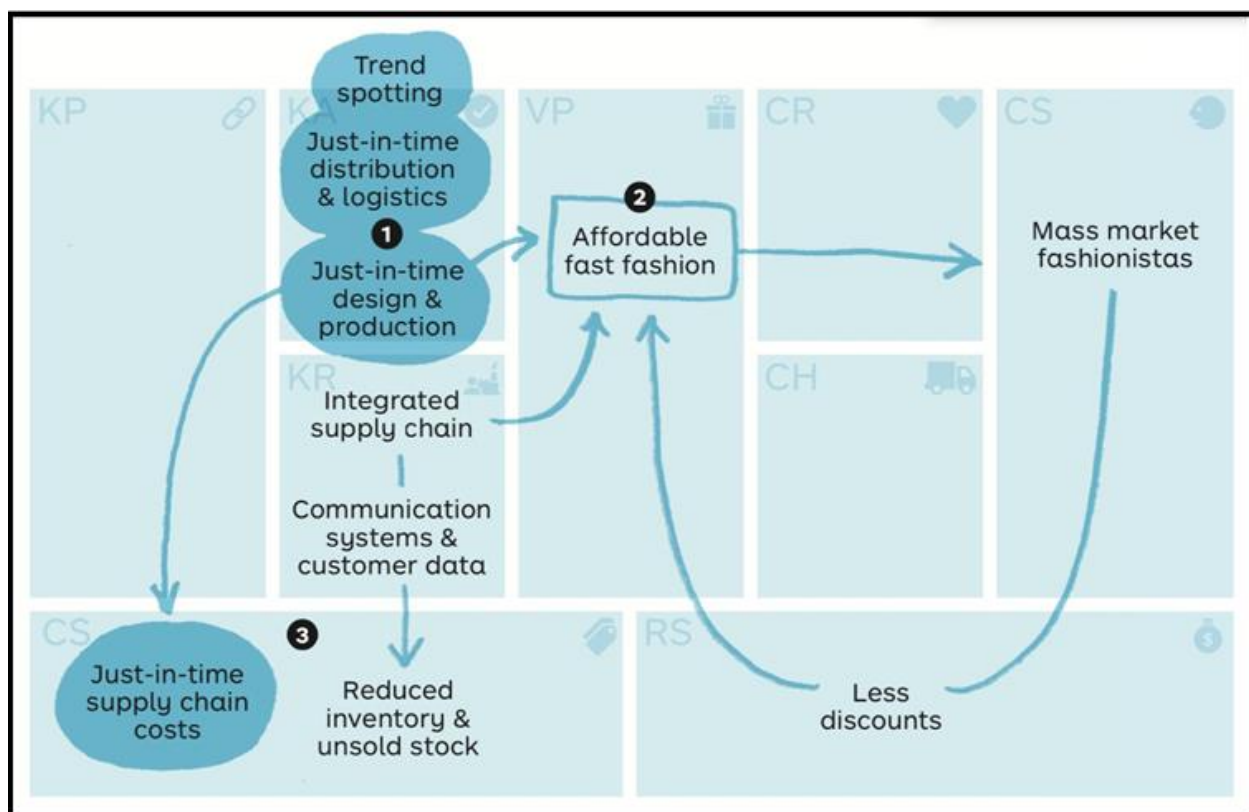 Trend
spotting
KP
KA
Just-in-time
distribution
& logistics
1
Just-in-time
design &
production
VP
2
Affordable
fast fashion
CR
CS
Mass market
fashionistas
KR
Integrated
supply chain
Communication
systems &
customer data
CH
CS
Just-in-time
supply chain
costs
3
Reduced
inventory &
unsold stock
RS
$
Less
discounts